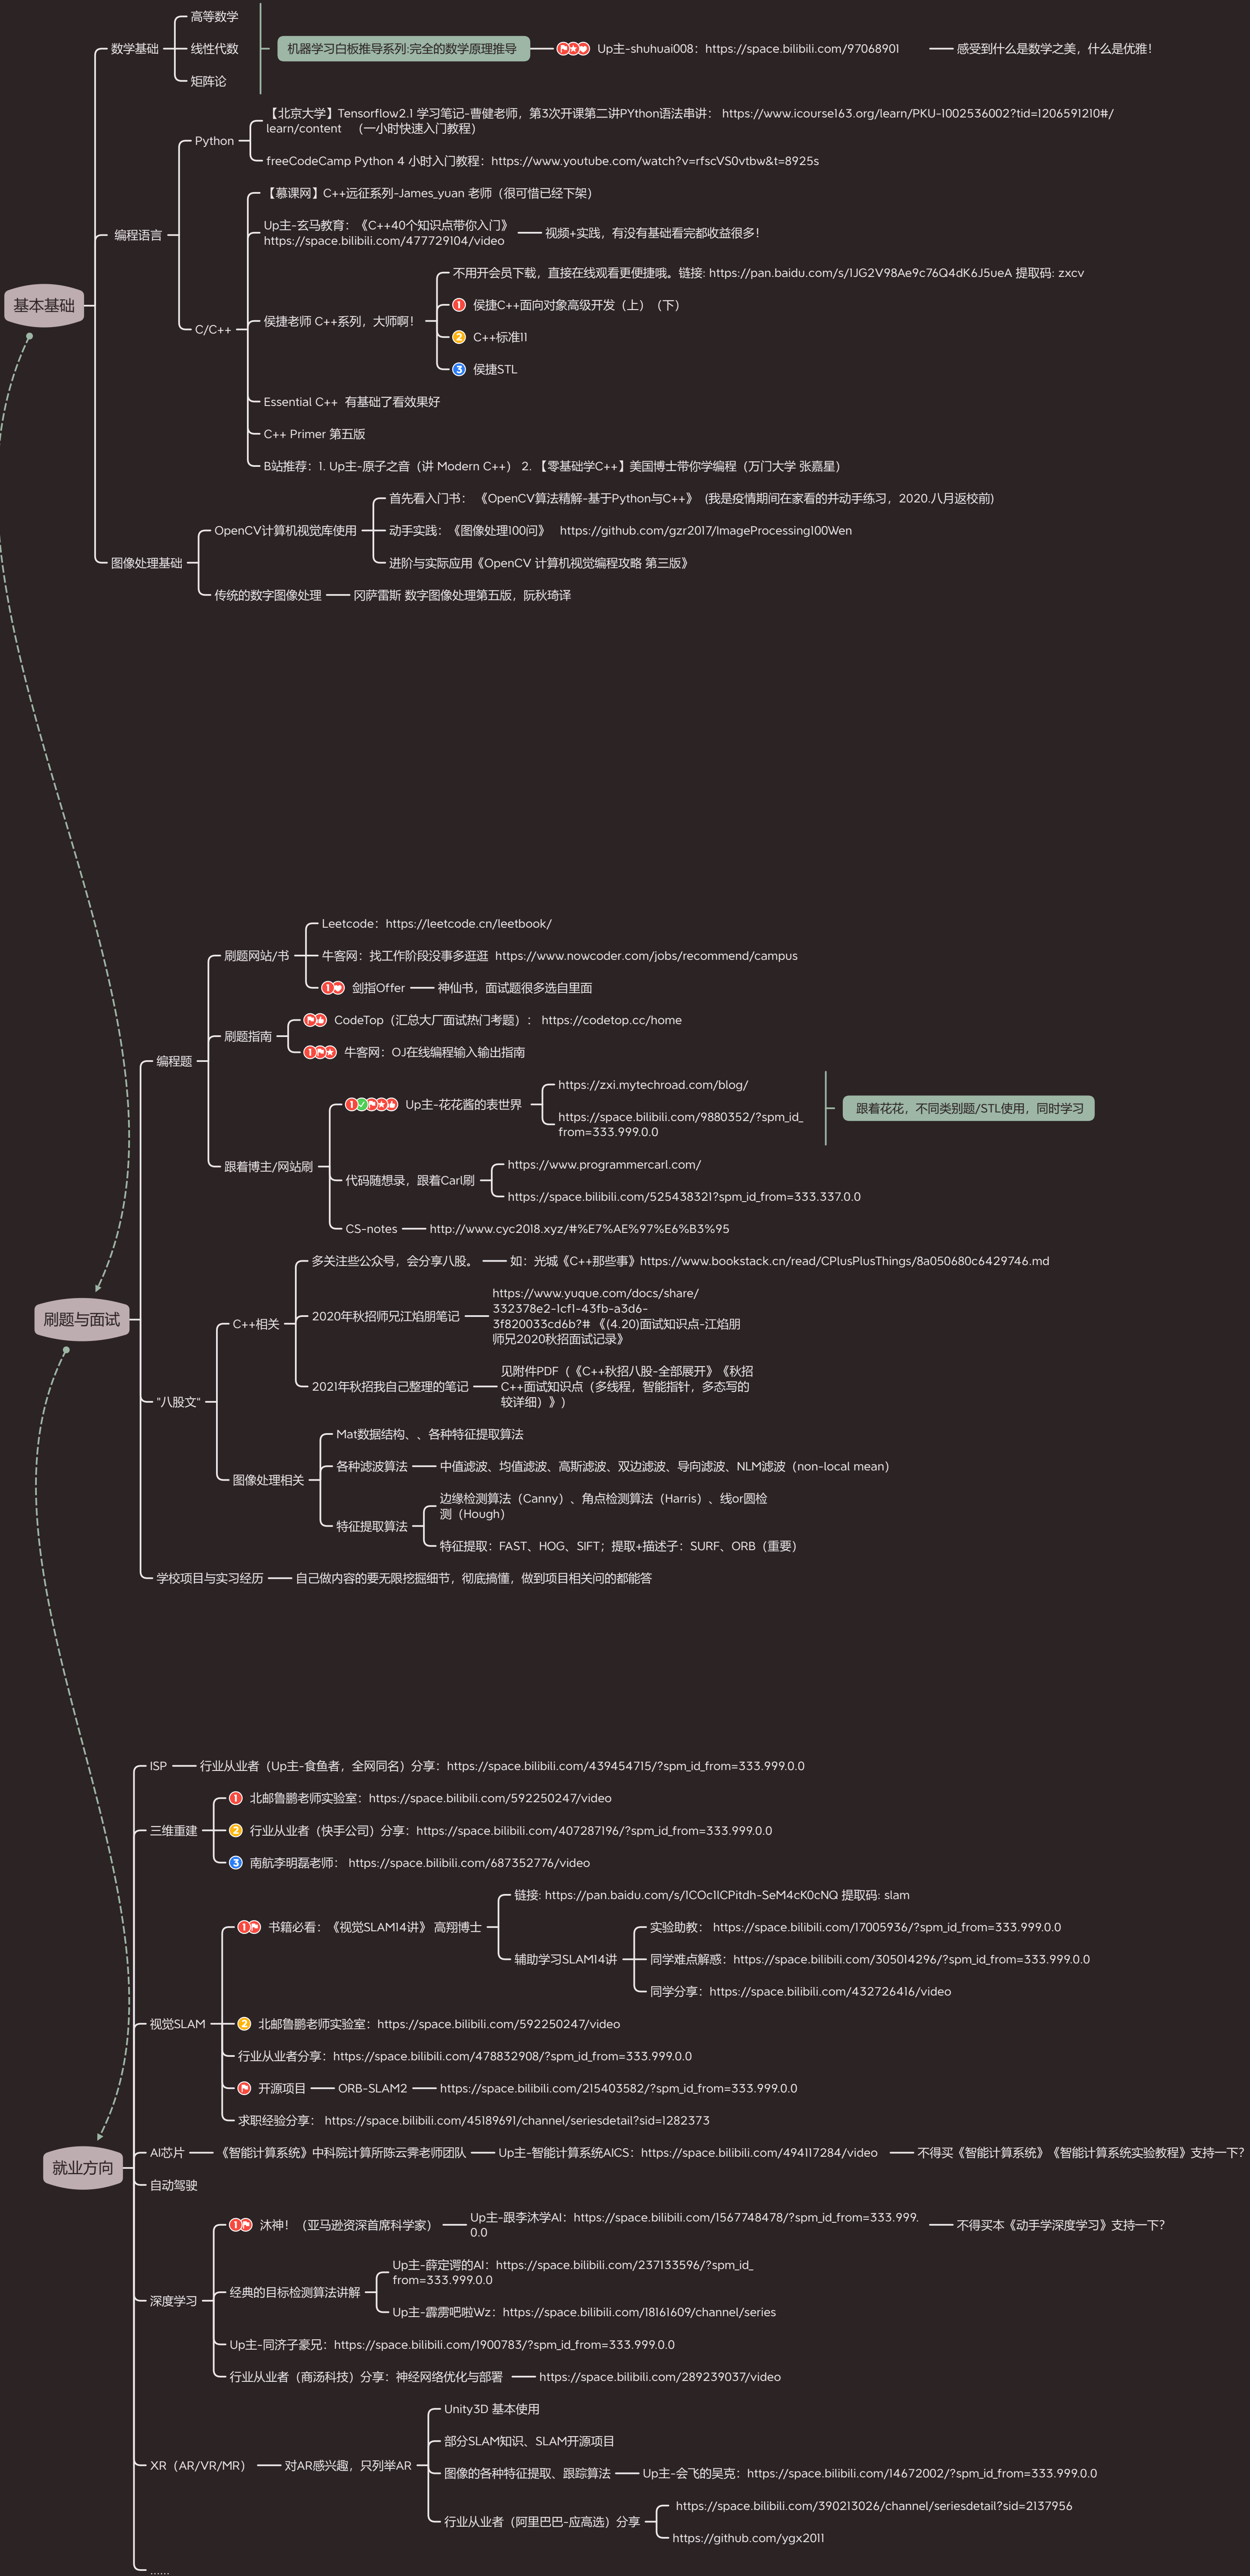 基本基础
数学基础
高等数学
线性代数
矩阵论
机器学习白板推导系列:完全的数学原理推导
Up主-shuhuai008：https://space.bilibili.com/97068901
感受到什么是数学之美，什么是优雅！
编程语言
Python
【北京大学】Tensorflow2.1 学习笔记-曹健老师，第3次开课第二讲PYthon语法串讲： https://www.icourse163.org/learn/PKU-1002536002?tid=1206591210#/
learn/content （一小时快速入门教程）
freeCodeCamp Python 4 小时入门教程：https://www.youtube.com/watch?v=rfscVS0vtbw&t=8925s
C/C++
【慕课网】C++远征系列-James_yuan 老师（很可惜已经下架）
Up主-玄马教育：《C++40个知识点带你入门》
https://space.bilibili.com/477729104/video
视频+实践，有没有基础看完都收益很多！
侯捷老师 C++系列，大师啊！
不用开会员下载，直接在线观看更便捷哦。链接: https://pan.baidu.com/s/1JG2V98Ae9c76Q4dK6J5ueA 提取码: zxcv
1 侯捷C++面向对象高级开发（上）（下）
2 C++标准11
3 侯捷STL
Essential C++ 有基础了看效果好
C++ Primer 第五版
B站推荐：1. Up主-原子之音（讲 Modern C++） 2. 【零基础学C++】美国博士带你学编程（万门大学 张嘉星）
图像处理基础
OpenCV计算机视觉库使用
首先看入门书： 《OpenCV算法精解-基于Python与C++》 (我是疫情期间在家看的并动手练习，2020.八月返校前)
动手实践：《图像处理100问》 https://github.com/gzr2017/ImageProcessing100Wen
进阶与实际应用《OpenCV 计算机视觉编程攻略 第三版》
传统的数字图像处理
冈萨雷斯 数字图像处理第五版，阮秋琦译
刷题与面试
编程题
刷题网站/书
Leetcode：https://leetcode.cn/leetbook/
牛客网：找工作阶段没事多逛逛 https://www.nowcoder.com/jobs/recommend/campus
1 剑指Offer
神仙书，面试题很多选自里面
刷题指南
CodeTop（汇总大厂面试热门考题）： https://codetop.cc/home
1 牛客网：OJ在线编程输入输出指南
跟着博主/网站刷
1 Up主-花花酱的表世界
https://zxi.mytechroad.com/blog/
https://space.bilibili.com/9880352/?spm_id_
from=333.999.0.0
跟着花花，不同类别题/STL使用，同时学习
代码随想录，跟着Carl刷
https://www.programmercarl.com/
https://space.bilibili.com/525438321?spm_id_from=333.337.0.0
CS-notes
http://www.cyc2018.xyz/#%E7%AE%97%E6%B3%95
"八股文"
C++相关
多关注些公众号，会分享八股。
如：光城《C++那些事》https://www.bookstack.cn/read/CPlusPlusThings/8a050680c6429746.md
2020年秋招师兄江焰朋笔记
https://www.yuque.com/docs/share/
332378e2-1cf1-43fb-a3d6-
3f820033cd6b?# 《(4.20)面试知识点-江焰朋
师兄2020秋招面试记录》
2021年秋招我自己整理的笔记
见附件PDF（《C++秋招八股-全部展开》《秋招
C++面试知识点（多线程，智能指针，多态写的
较详细）》）
图像处理相关
Mat数据结构、、各种特征提取算法
各种滤波算法
中值滤波、均值滤波、高斯滤波、双边滤波、导向滤波、NLM滤波（non-local mean）
特征提取算法
边缘检测算法（Canny）、角点检测算法（Harris）、线or圆检
测（Hough）
特征提取：FAST、HOG、SIFT；提取+描述子：SURF、ORB（重要）
学校项目与实习经历
自己做内容的要无限挖掘细节，彻底搞懂，做到项目相关问的都能答
就业方向
ISP
行业从业者（Up主-食鱼者，全网同名）分享：https://space.bilibili.com/439454715/?spm_id_from=333.999.0.0
三维重建
1 北邮鲁鹏老师实验室：https://space.bilibili.com/592250247/video
2 行业从业者（快手公司）分享：https://space.bilibili.com/407287196/?spm_id_from=333.999.0.0
3 南航李明磊老师： https://space.bilibili.com/687352776/video
视觉SLAM
1 书籍必看：《视觉SLAM14讲》 高翔博士
链接: https://pan.baidu.com/s/1COc1lCPitdh-SeM4cK0cNQ 提取码: slam
辅助学习SLAM14讲
实验助教： https://space.bilibili.com/17005936/?spm_id_from=333.999.0.0
同学难点解惑：https://space.bilibili.com/305014296/?spm_id_from=333.999.0.0
同学分享：https://space.bilibili.com/432726416/video
2 北邮鲁鹏老师实验室：https://space.bilibili.com/592250247/video
行业从业者分享：https://space.bilibili.com/478832908/?spm_id_from=333.999.0.0
开源项目
ORB-SLAM2
https://space.bilibili.com/215403582/?spm_id_from=333.999.0.0
求职经验分享： https://space.bilibili.com/45189691/channel/seriesdetail?sid=1282373
AI芯片
《智能计算系统》中科院计算所陈云霁老师团队
Up主-智能计算系统AICS：https://space.bilibili.com/494117284/video
不得买《智能计算系统》《智能计算系统实验教程》支持一下？
自动驾驶
深度学习
1 沐神！（亚马逊资深首席科学家）
Up主-跟李沐学AI：https://space.bilibili.com/1567748478/?spm_id_from=333.999.
0.0
不得买本《动手学深度学习》支持一下？
经典的目标检测算法讲解
Up主-薛定谔的AI：https://space.bilibili.com/237133596/?spm_id_
from=333.999.0.0
Up主-霹雳吧啦Wz：https://space.bilibili.com/18161609/channel/series
Up主-同济子豪兄：https://space.bilibili.com/1900783/?spm_id_from=333.999.0.0
行业从业者（商汤科技）分享：神经网络优化与部署
https://space.bilibili.com/289239037/video
XR（AR/VR/MR）
对AR感兴趣，只列举AR
Unity3D 基本使用
部分SLAM知识、SLAM开源项目
图像的各种特征提取、跟踪算法
Up主-会飞的吴克：https://space.bilibili.com/14672002/?spm_id_from=333.999.0.0
行业从业者（阿里巴巴-应高选）分享
https://space.bilibili.com/390213026/channel/seriesdetail?sid=2137956
https://github.com/ygx2011
......